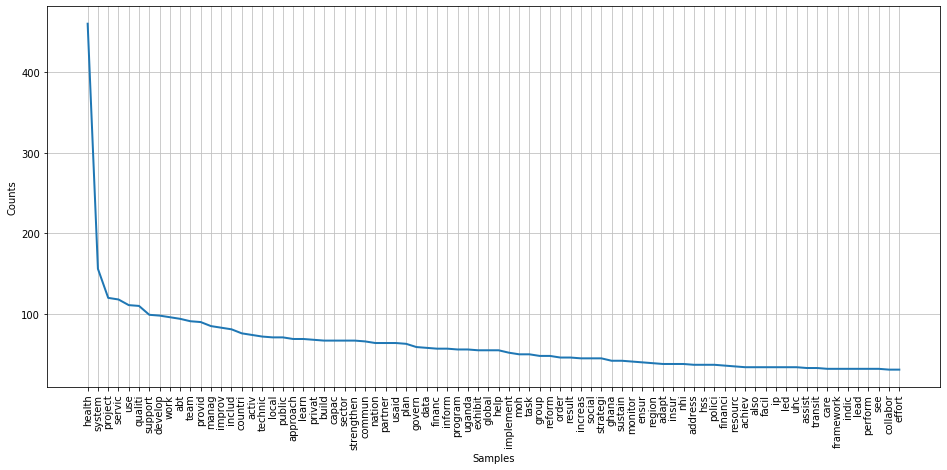 400
300
200
100
Counts
health
system
project
servic
use
qualiti
support
develop
work
abt
team
provid
manag
improv
includ
countri
activ
technic
local
public
approach
learn
privat
build
capac
sector
strengthen
commun
nation
partner
usaid
plan
govern
data
financ
inform
program
uganda
exhibit
global
help
implement
moh
task
group
reform
order
result
increas
social
strateg
ghana
sustain
monitor
ensur
region
adapt
insur
nhi
address
hss
polici
financi
resourc
achiev
also
facil
ip
led
uhc
assist
transit
care
framework
indic
lead
perform
see
collabor
effort
Samples